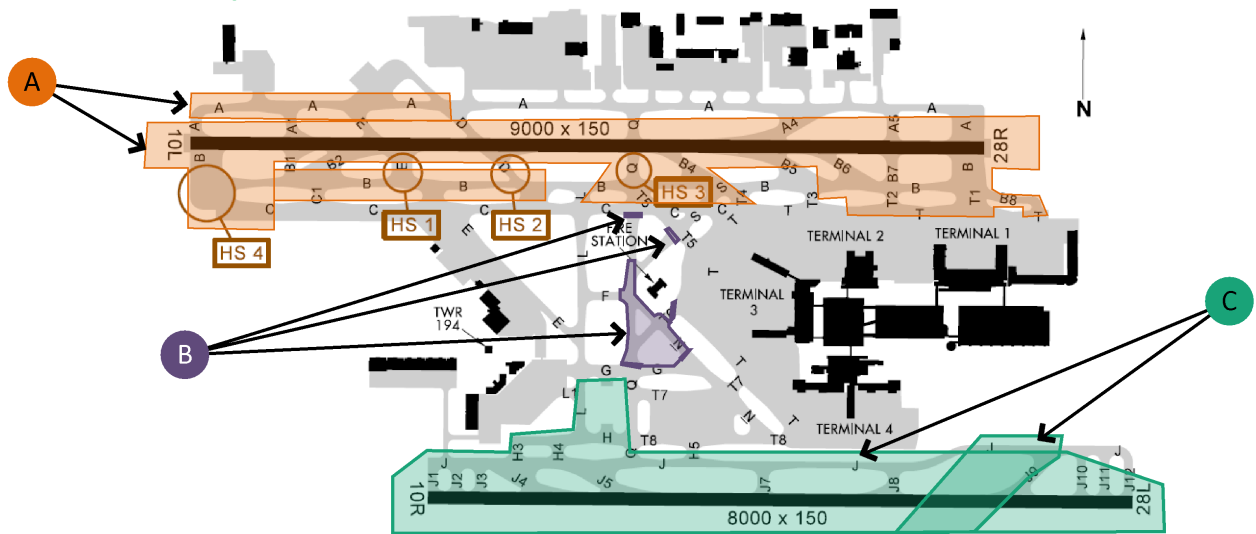 A
A
A
A
A
A
A
N
A
A
E
D
Q
A4
A5
A
10L
9000 x 150
28R
B
B1
B2
E
D
Q
B4
B5
B6
B7
B
B1
C1
B
B
L
B
T5
HS 3
S
T4
B
T3
T2
B
T1
B8
C
C
C
C
C
S
C
T
T
T
T
HS 4
HS 1
HS 2
E
FIRE
STATION
T5
TERMINAL 2
TERMINAL 1
L
T
F
TERMINAL
3
C
TWR
194
E
N
B
T
G
G
T7
L1
Q
T7
L
N
T
TERMINAL 4
H
T8
T8
H3
H4
Q
H5
J
J
J
J
J
J1
J2
J3
J4
J5
J7
J8
J9
J10
J11
J12
10R
8000 x 150
28L